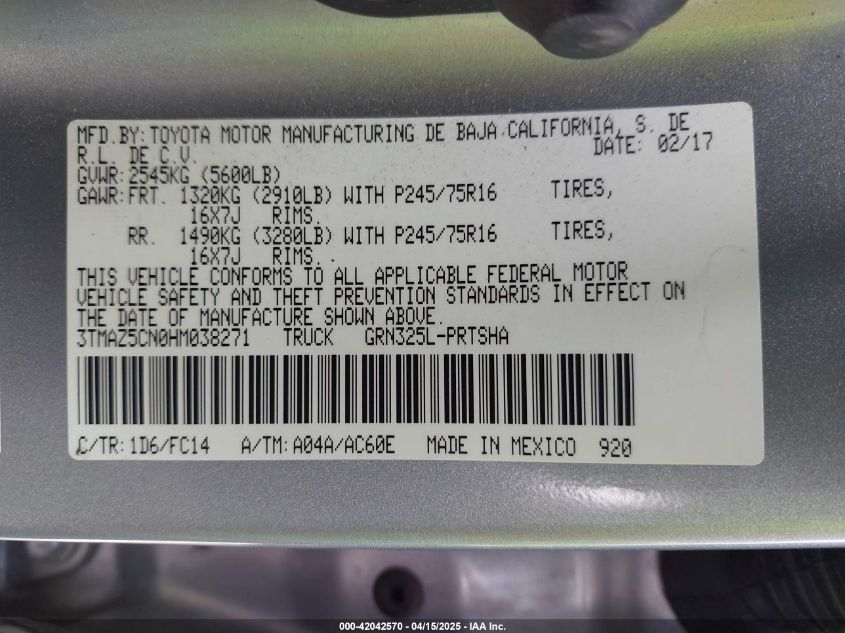 MFD.BY:TOYOTA MOTOR MANUFACTURING DE BAJA CALIFORNIA, S. DE
R.L. DE C.V. DATE: 02/17
GVWR:2545KG (5600LB)
GAWR:FRT. 1320KG (2910LB) WITH P245/75R16 TIRES,
16X7J RIMS.
RR. 1490KG (3280LB) WITH P245/75R16 TIRES,
16X7J RIMS.
THIS VEHICLE CONFORMS TO ALL APPLICABLE FEDERAL MOTOR
VEHICLE SAFETY AND THEFT PREVENTION STANDARDS IN EFFECT ON
THE DATE OF MANUFACTURE SHOWN ABOVE.
3TMAZ5CN0HM038271 TRUCK GRN325L-PRTSHA
C/TR:1D6/FC14 A/TM:A04A/AC60E MADE IN MEXICO 920
000-42042570 - 04/15/2025 - IAA Inc.